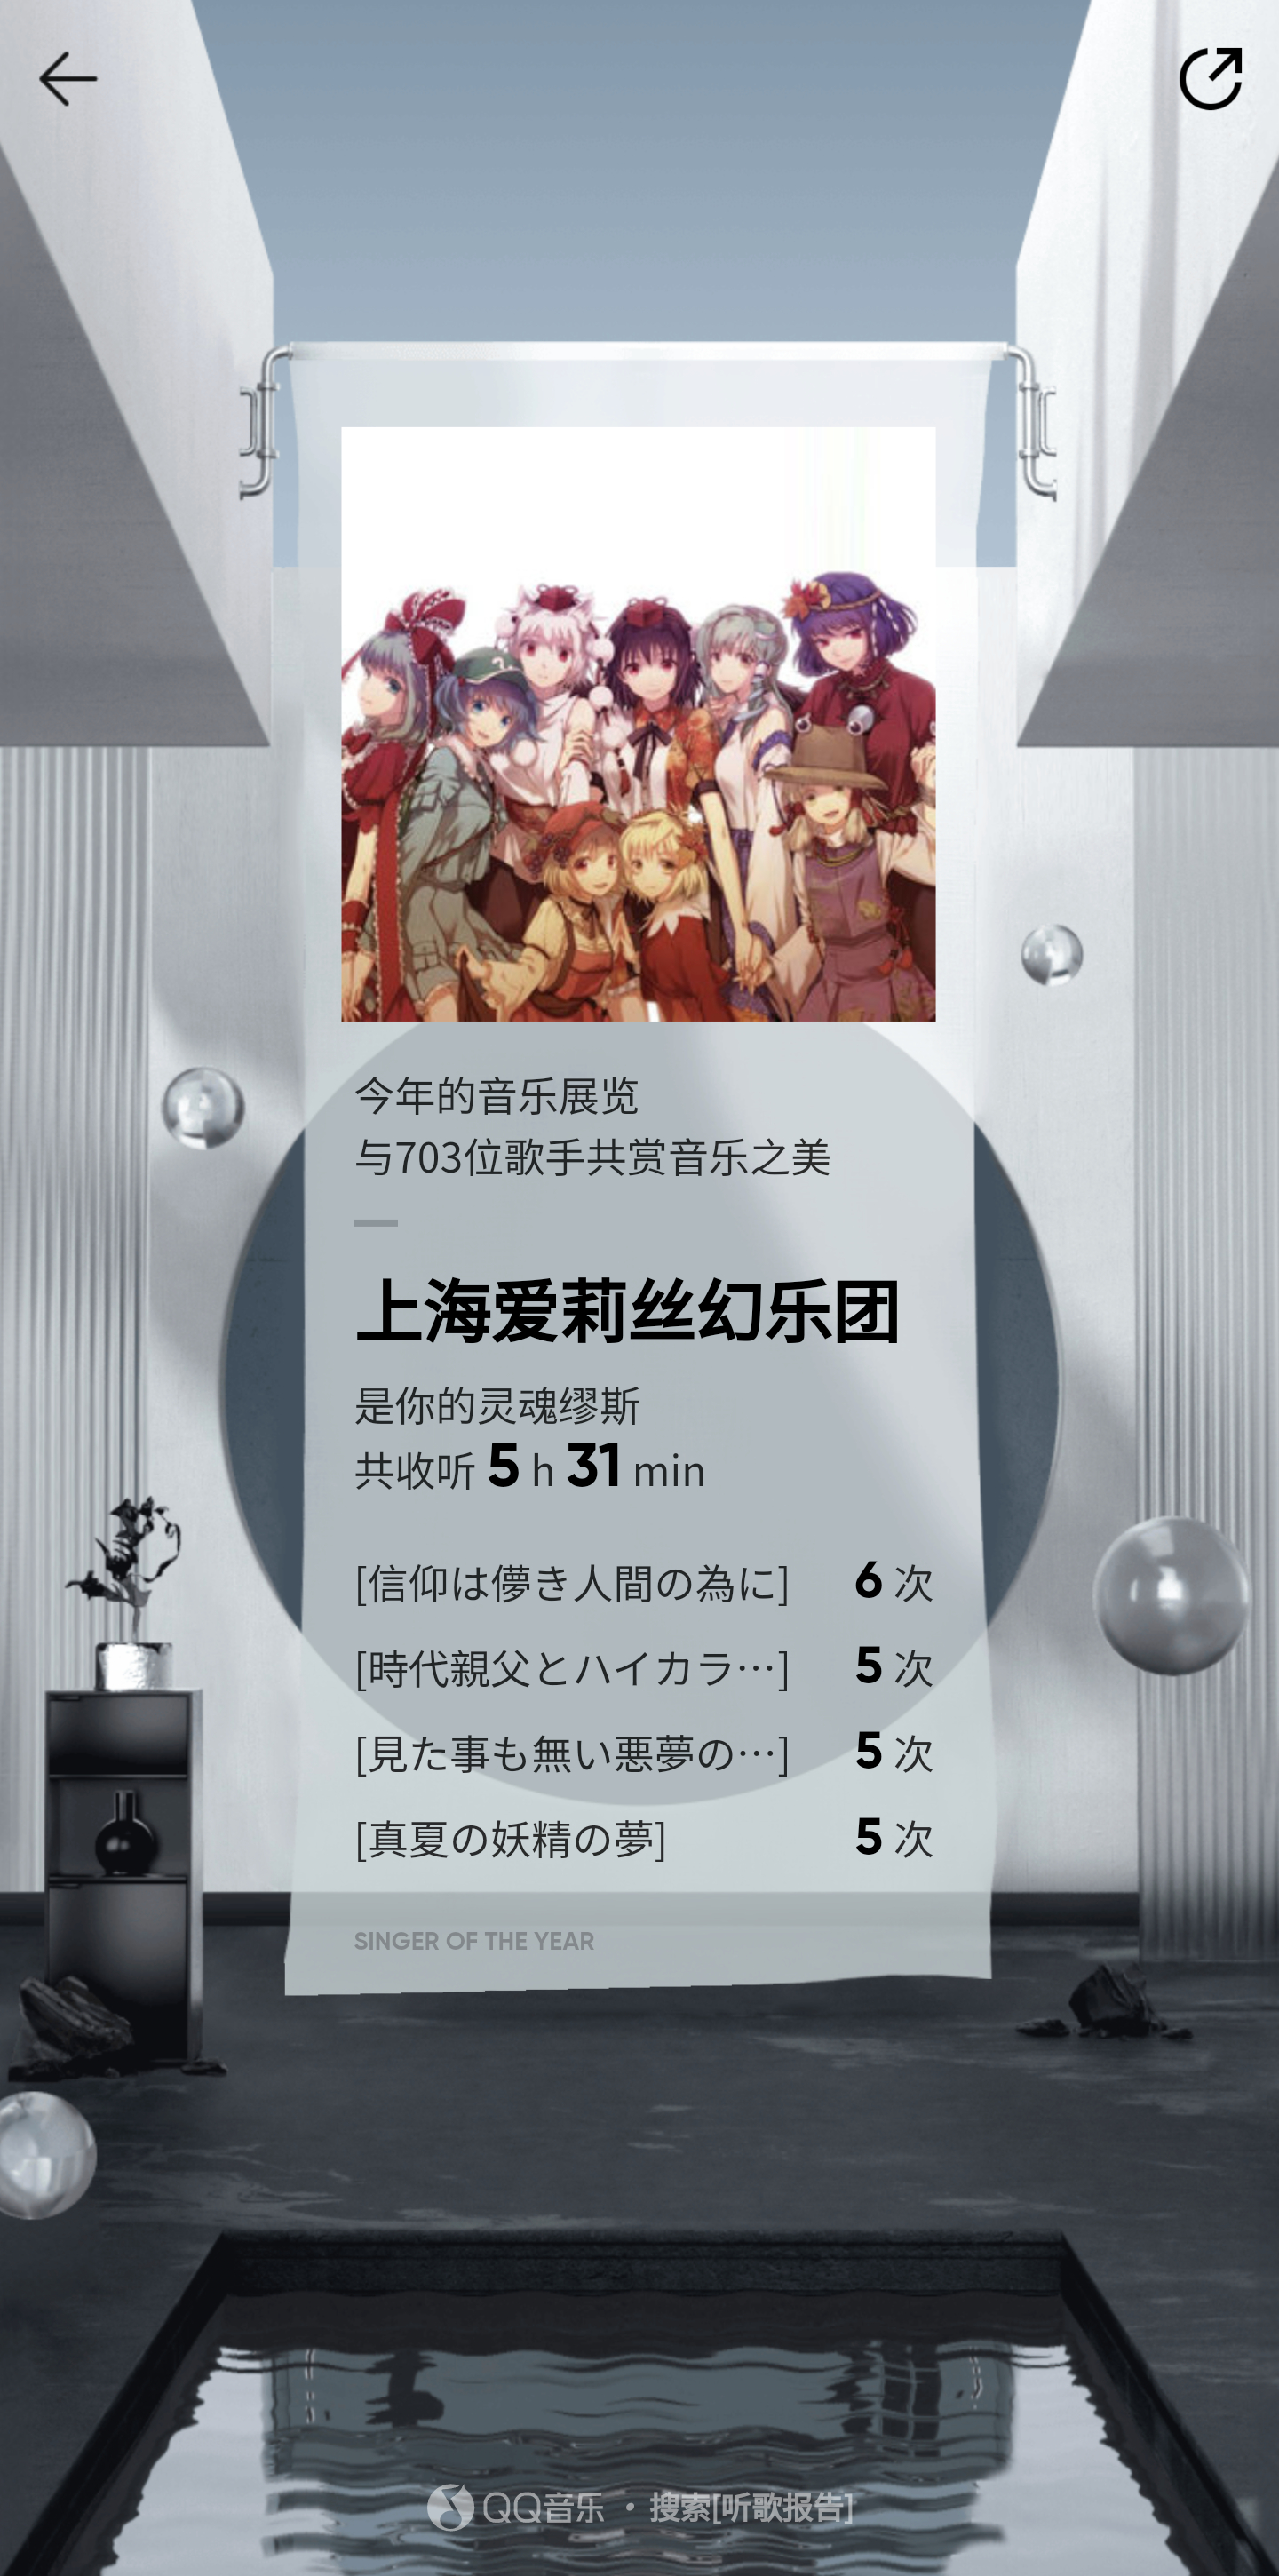 今年的音乐展览
与703位歌手共赏音乐之美
上海爱莉丝幻乐团
是你的灵魂缪斯
共收听 5 h 31 min
[信仰は儚き人間の為に] 6 次
[時代親父とハイカラ…] 5 次
[見た事も無い悪夢の…] 5 次
[真夏の妖精の夢] 5 次
SINGER OF THE YEAR
QQ音乐 · 搜索[听歌报告]